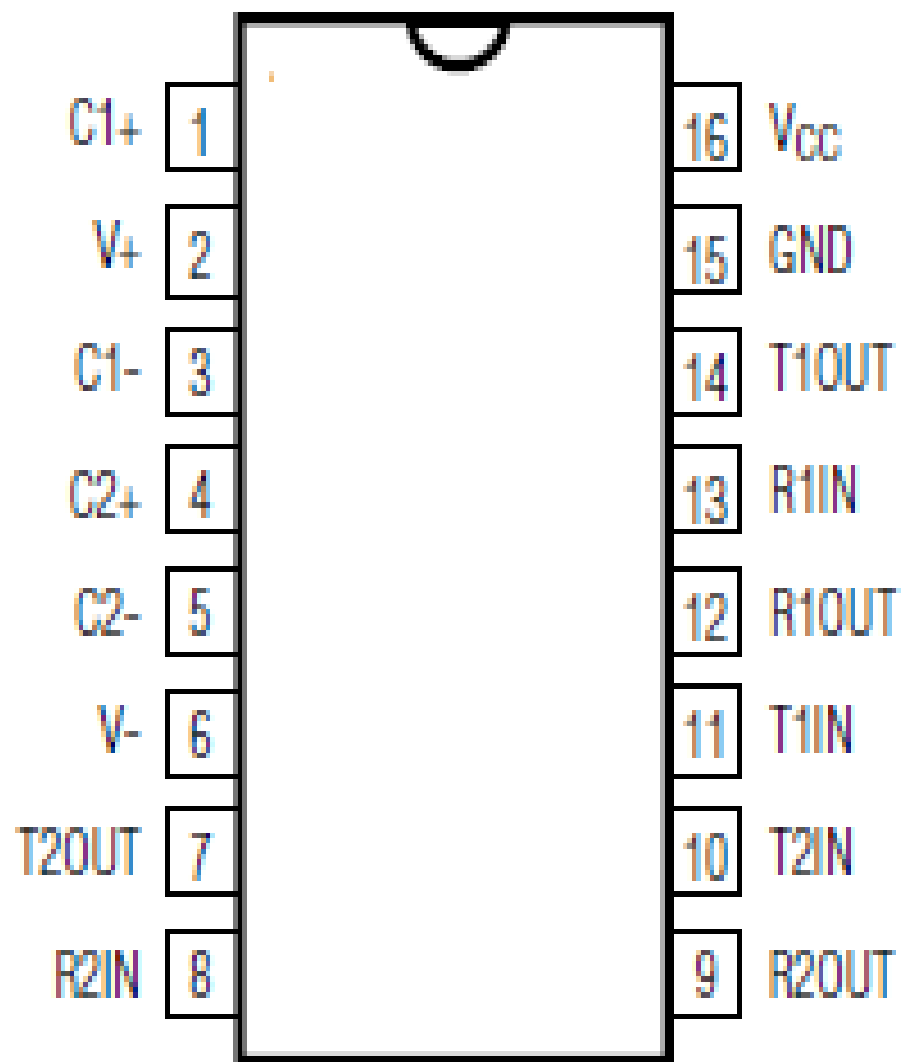 C1+ 1 16 VCC
V+ 2 15 GND
C1- 3 14 T1OUT
C2+ 4 13 R1IN
C2- 5 12 R1OUT
V- 6 11 T1IN
T2OUT 7 10 T2IN
R2IN 8 9 R2OUT